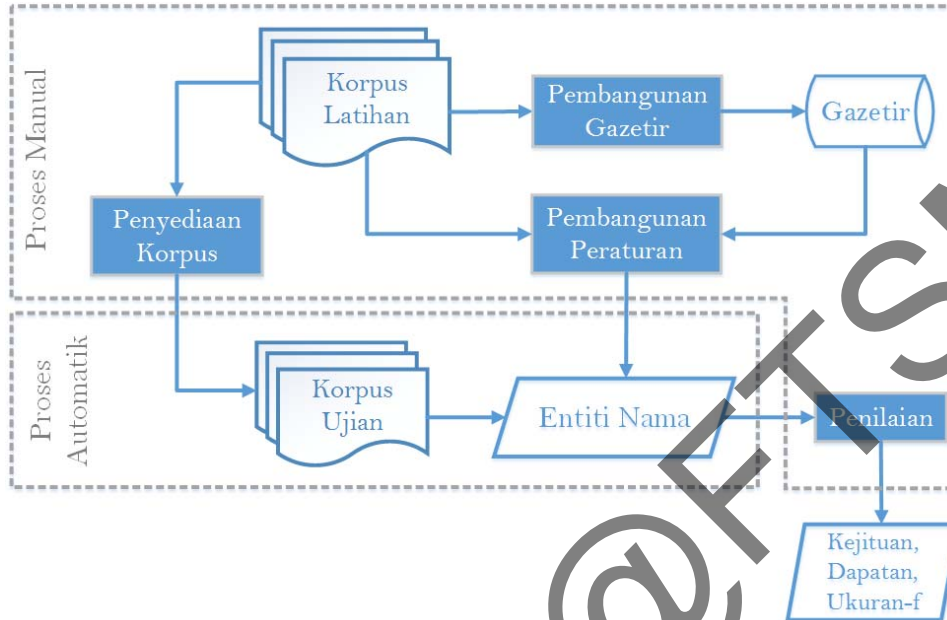 Proses Manual
Korpus
Latihan
Pembangunan
Gazetir
Gazetir
Penyediaan
Korpus
Pembangunan
Peraturan
Proses
Automatik
Korpus
Ujian
Entiti Nama
Penilaian
Kejituan,
Dapatan,
Ukuran-f
@FTS